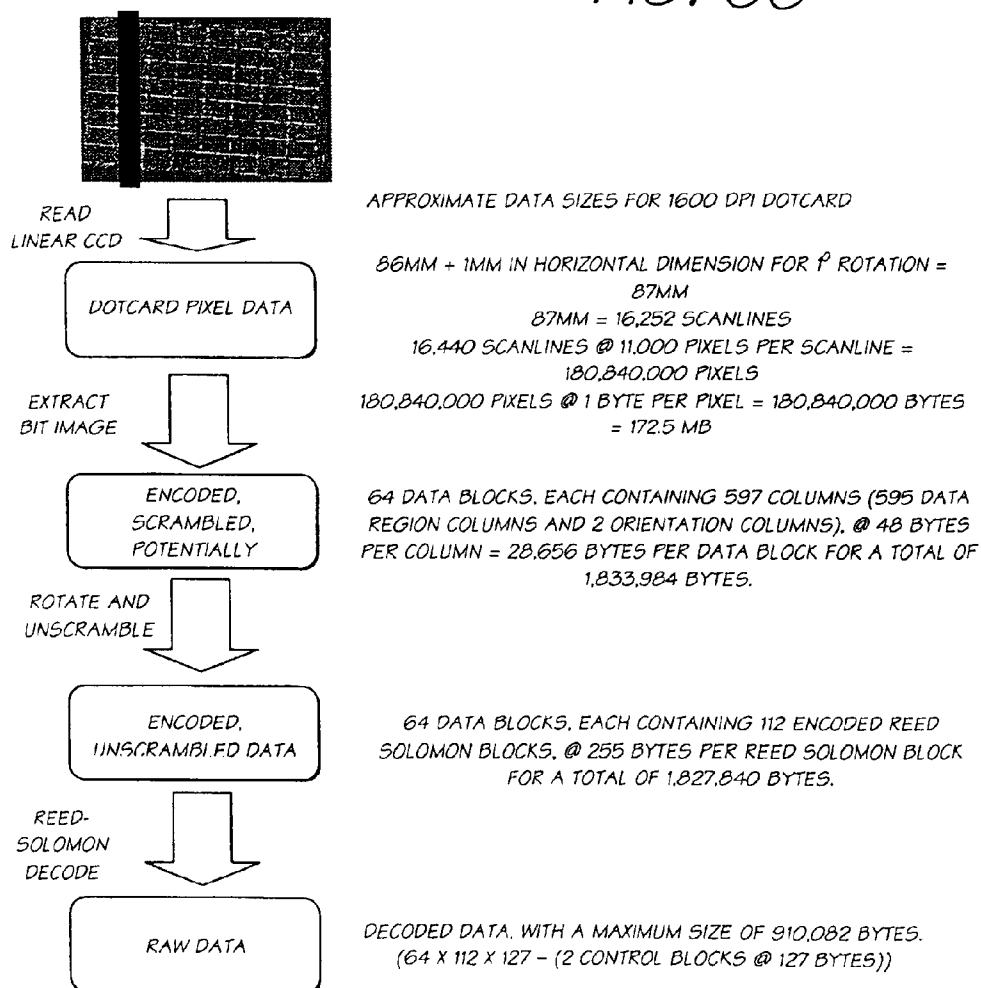 APPROXIMATE DATA SIZES FOR 1600 DPI DOTCARD
READ
LINEAR CCD
DOTCARD PIXEL DATA
86MM + 1MM IN HORIZONTAL DIMENSION FOR 1° ROTATION =
87MM
87MM = 16,252 SCANLINES
16,440 SCANLINES @ 11,000 PIXELS PER SCANLINE =
180,840,000 PIXELS
180,840,000 PIXELS @ 1 BYTE PER PIXEL = 180,840,000 BYTES
= 172.5 MB
EXTRACT
BIT IMAGE
ENCODED,
SCRAMBLED,
POTENTIALLY
64 DATA BLOCKS, EACH CONTAINING 597 COLUMNS (595 DATA
REGION COLUMNS AND 2 ORIENTATION COLUMNS), @ 48 BYTES
PER COLUMN = 28,656 BYTES PER DATA BLOCK FOR A TOTAL OF
1,833,984 BYTES.
ROTATE AND
UNSCRAMBLE
ENCODED,
UNSCRAMBLED DATA
64 DATA BLOCKS, EACH CONTAINING 112 ENCODED REED
SOLOMON BLOCKS, @ 255 BYTES PER REED SOLOMON BLOCK
FOR A TOTAL OF 1,827,840 BYTES.
REED-
SOLOMON
DECODE
RAW DATA
DECODED DATA, WITH A MAXIMUM SIZE OF 910,082 BYTES.
(64 X 112 X 127 – (2 CONTROL BLOCKS @ 127 BYTES))